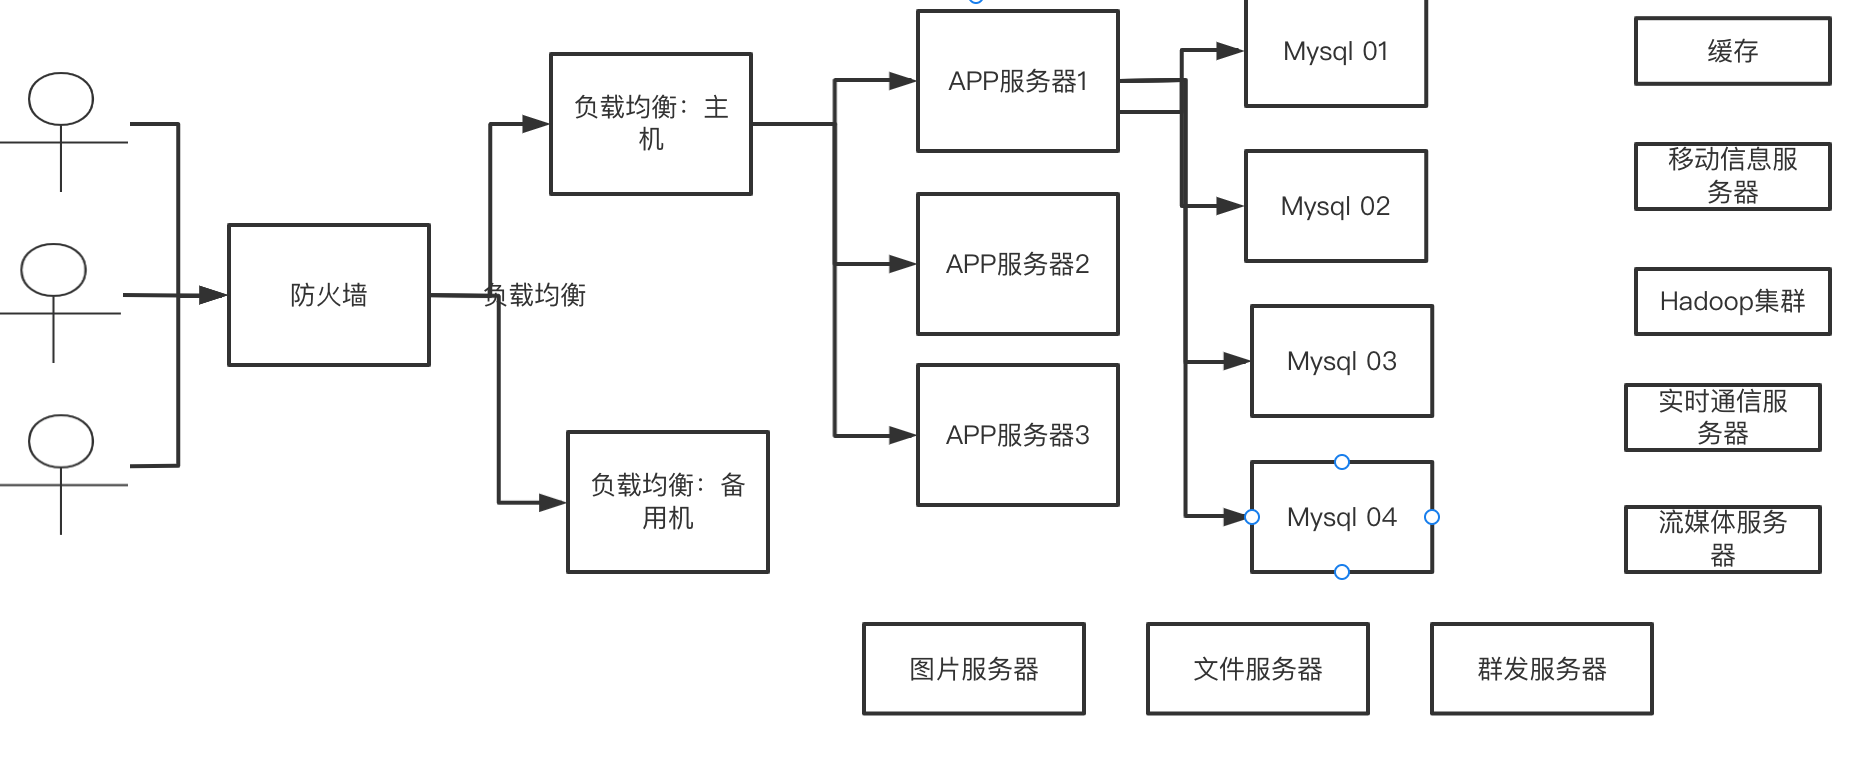 防火墙
负载均衡
负载均衡：主
机
负载均衡：备
用机
APP服务器1
APP服务器2
APP服务器3
Mysql 01
Mysql 02
Mysql 03
Mysql 04
缓存
移动信息服
务器
Hadoop集群
实时通信服
务器
流媒体服务
器
图片服务器
文件服务器
群发服务器